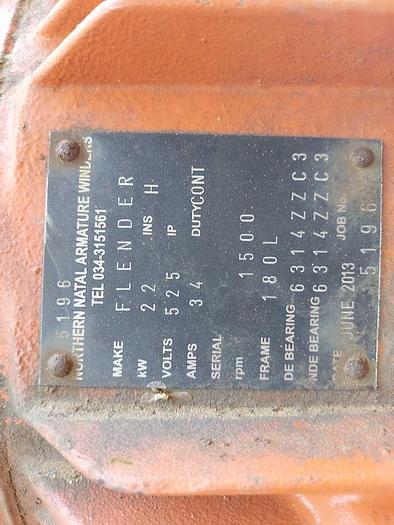 5196
NORTHERN NATAL ARMATURE WINDERS
TEL 034-3151561
MAKE FLENDER
KW 22 INS H
VOLTS 525 IP
AMPS 34 DUTY CONT
SERIAL
rpm 1500
FRAME 180L
DE BEARING 6314ZZC3
NDE BEARING 6314ZZC3
DATE JUNE 2013 JOB No. 5196